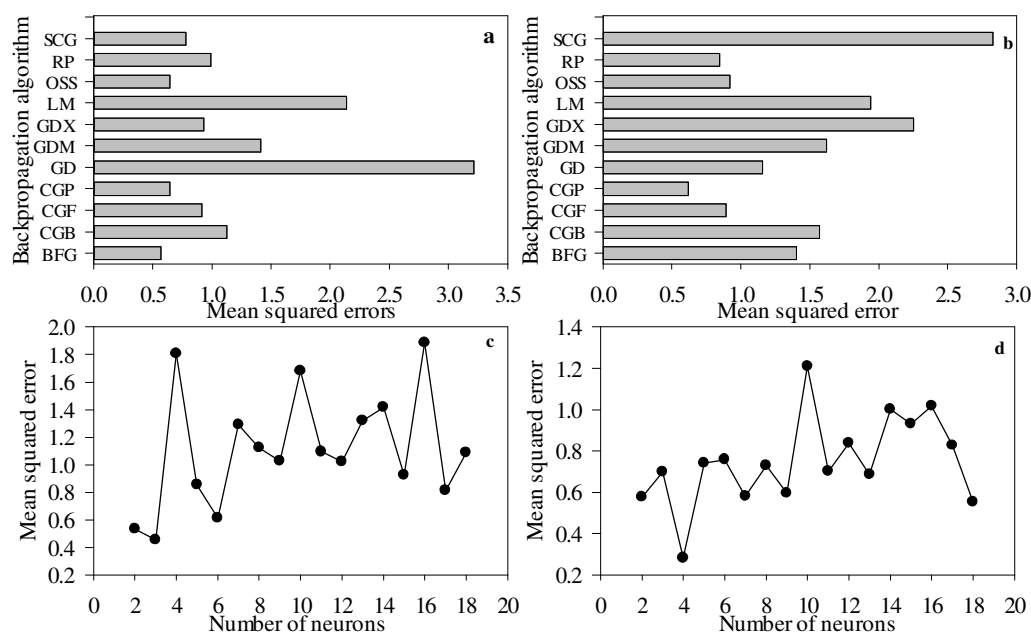 Backpropagation algorithm
SCG
RP
OSS
LM
GDX
GDM
GD
CGP
CGF
CGB
BFG
a
0.0 0.5 1.0 1.5 2.0 2.5 3.0 3.5
Mean squared errors
Backpropagation algorithm
SCG
RP
OSS
LM
GDX
GDM
GD
CGP
CGF
CGB
BFG
b
0.0 0.5 1.0 1.5 2.0 2.5 3.0
Mean squared error
Mean squared error
2.0
1.8
1.6
1.4
1.2
1.0
0.8
0.6
0.4
0.2
c
0 2 4 6 8 10 12 14 16 18 20
Number of neurons
Mean squared error
1.4
1.2
1.0
0.8
0.6
0.4
0.2
d
0 2 4 6 8 10 12 14 16 18 20
Number of neurons